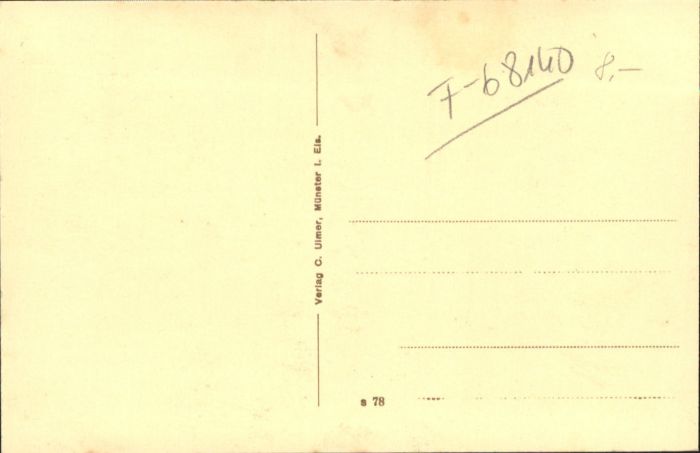 F-68140 8,-
Verlag C. Ulmer, Münster i. Els.
s 78